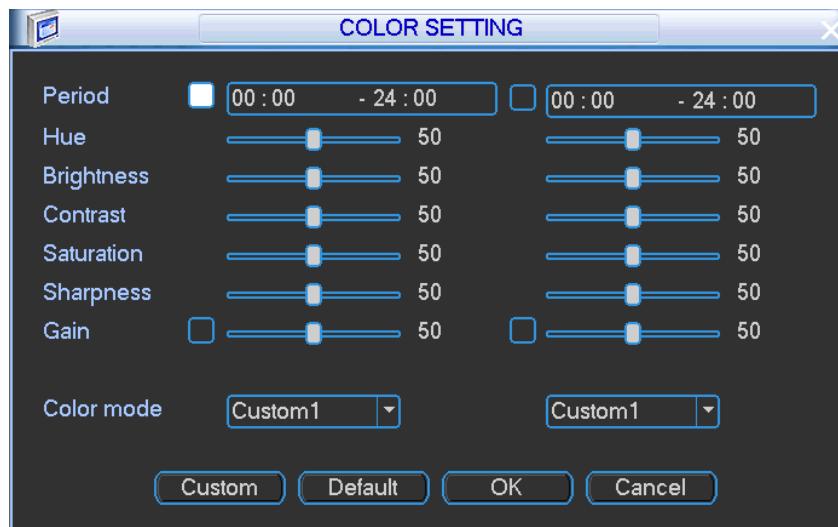 COLOR SETTING
Period 00 : 00 - 24 : 00 00 : 00 - 24 : 00
Hue 50 50
Brightness 50 50
Contrast 50 50
Saturation 50 50
Sharpness 50 50
Gain 50 50
Color mode Custom1 Custom1
Custom Default OK Cancel